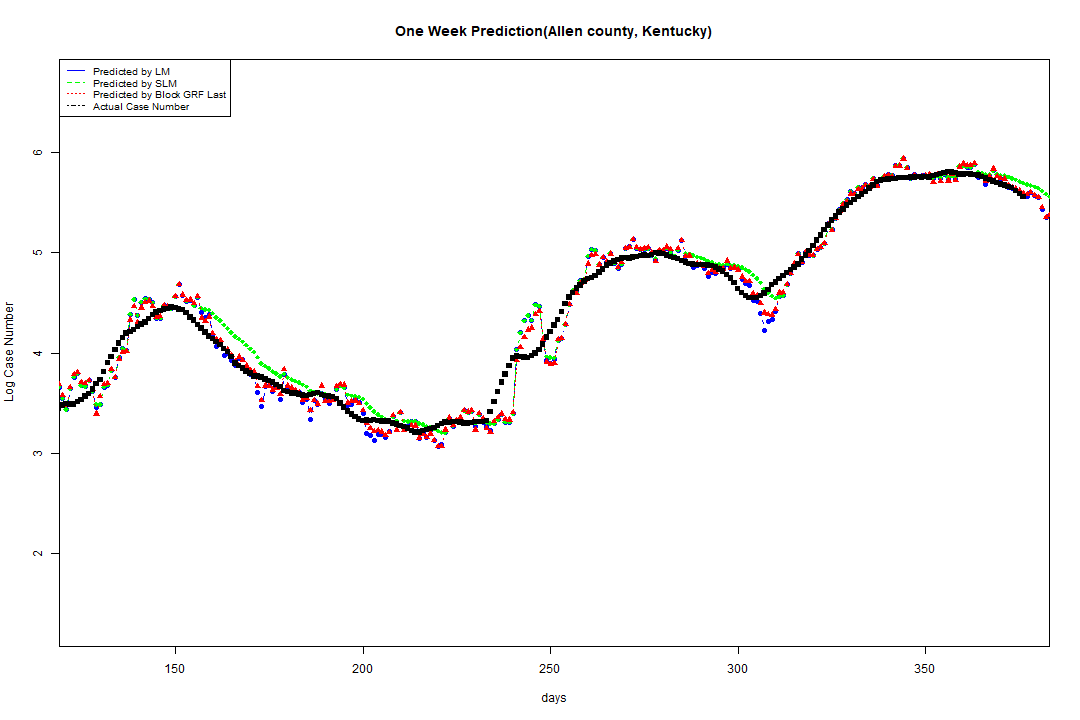 One Week Prediction(Allen county, Kentucky)
Predicted by LM
Predicted by SLM
Predicted by Block GRF Last
Actual Case Number
6
5
4
3
2
Log Case Number
150 200 250 300 350
days